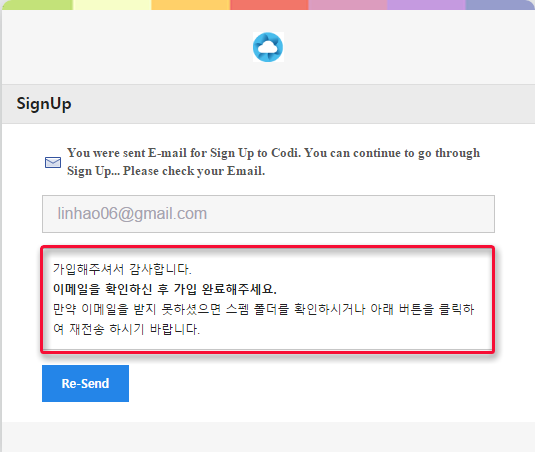 SignUp
You were sent E-mail for Sign Up to Codi. You can continue to go through
Sign Up... Please check your Email.
linhao06@gmail.com
가입해주셔서 감사합니다.
이메일을 확인하신 후 가입 완료해주세요.
만약 이메일을 받지 못하셨으면 스펨 폴더를 확인하시거나 아래 버튼을 클릭하
여 재전송 하시기 바랍니다.
Re-Send